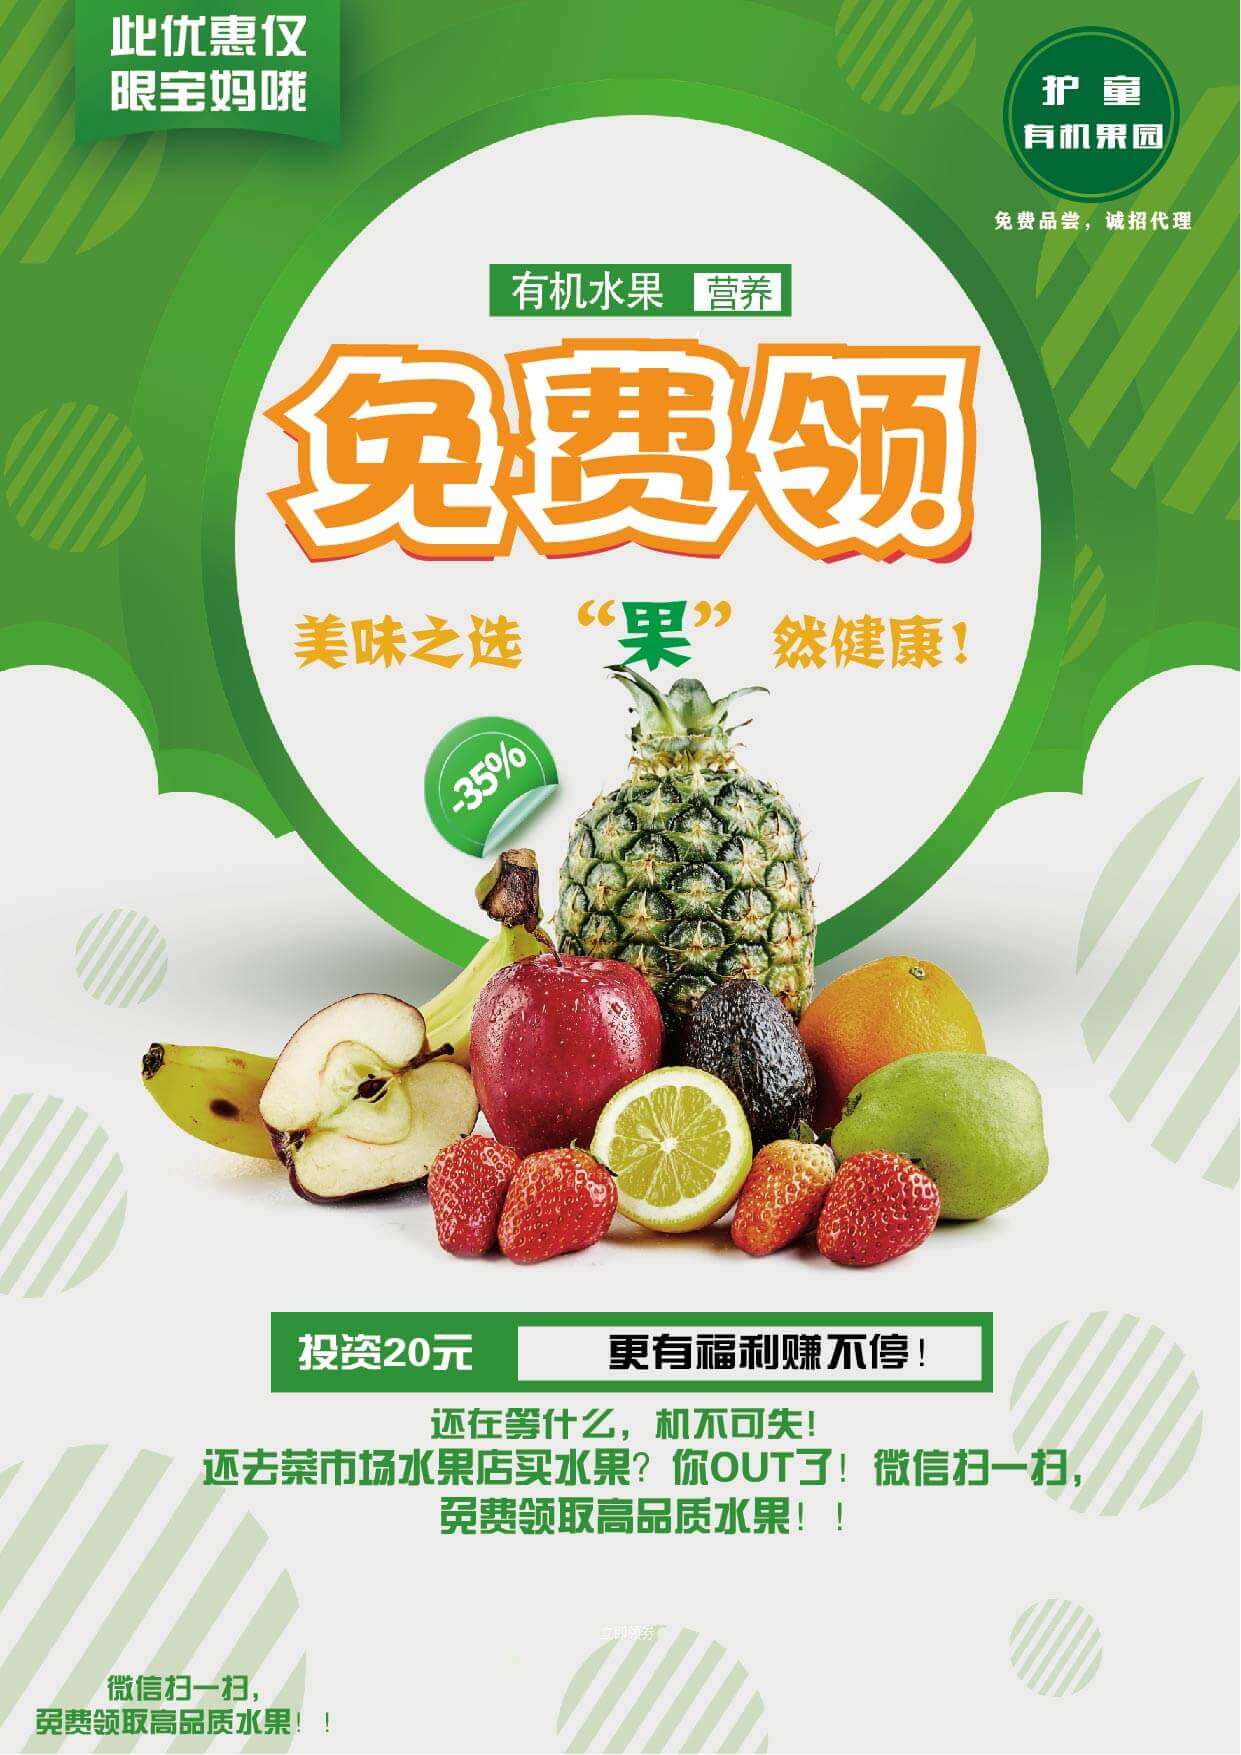 此优惠仅
限宝妈哦
护 童
有机果园
免费品尝，诚招代理
有机水果 营养
免费领
美味之选 “果” 然健康！
-35%
投资20元 更有福利赚不停！
还在等什么，机不可失！
还去菜市场水果店买水果？你OUT了！微信扫一扫，
免费领取高品质水果！！
立即领券
微信扫一扫，
免费领取高品质水果！！